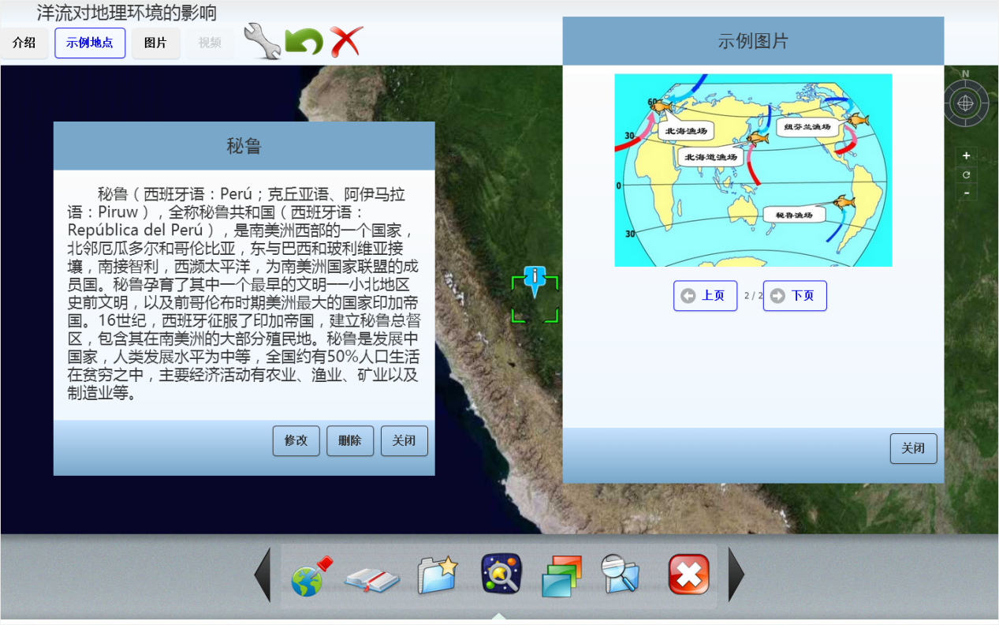 洋流对地理环境的影响
介绍
示例地点
图片
视频
秘鲁
秘鲁（西班牙语：Perú；克丘亚语、阿伊马拉
语：Piruw），全称秘鲁共和国（西班牙语：
República del Perú），是南美洲西部的一个国家，
北邻厄瓜多尔和哥伦比亚，东与巴西和玻利维亚接
壤，南接智利，西濒太平洋，为南美洲国家联盟的成
员国。秘鲁孕育了其中一个最早的文明——小北地区
史前文明，以及前哥伦布时期美洲最大的国家印加帝
国。16世纪，西班牙征服了印加帝国，建立秘鲁总督
区，包含其在南美洲的大部分殖民地。秘鲁是发展中
国家，人类发展水平为中等，全国约有50%人口生活
在贫穷之中，主要经济活动有农业、渔业、矿业以及
制造业等。
修改
删除
关闭
示例图片
60
北海渔场
纽芬兰渔场
30
北海道渔场
0
秘鲁渔场
30
上页
2 / 2
下页
关闭
N
+
-